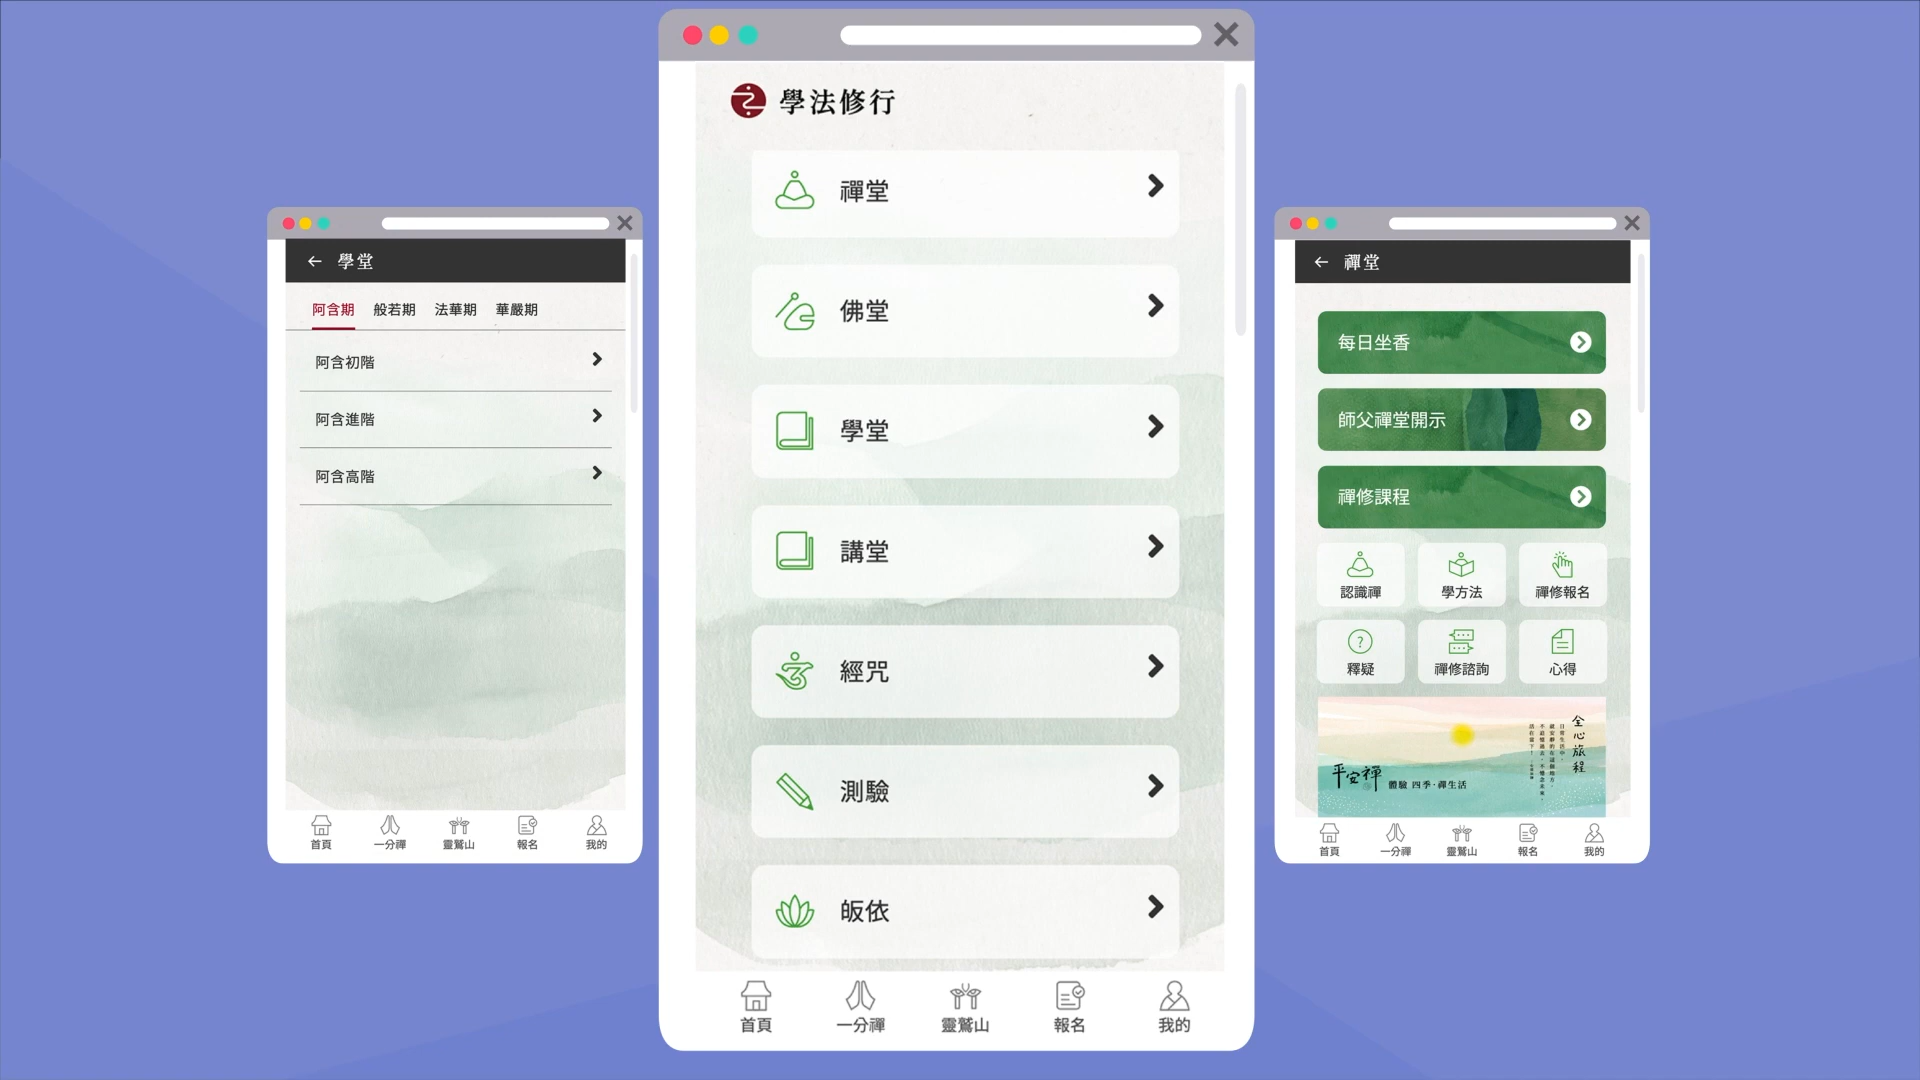 學堂
阿含期 般若期 法華期 華嚴期
阿含初階
阿含進階
阿含高階
首頁 一分禪 靈鷲山 報名 我的
學法修行
禪堂
佛堂
學堂
講堂
經咒
測驗
皈依
首頁 一分禪 靈鷲山 報名 我的
禪堂
每日坐香
師父禪堂開示
禪修課程
認識禪 學方法 禪修報名
釋疑 禪修諮詢 心得
全心旅程
日常生活中，
平安禪 體驗 四季·禪生活
首頁 一分禪 靈鷲山 報名 我的